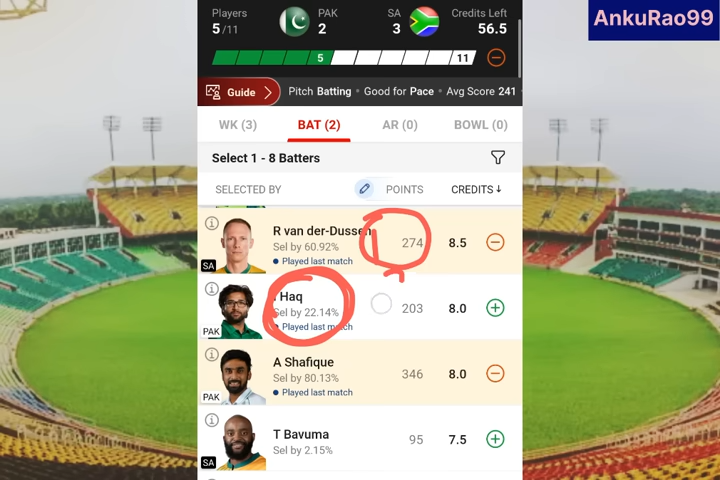 AnkuRao99
Players
5/11
PAK
2
SA
3
Credits Left
56.5
5
11
Guide
Pitch Batting • Good for Pace • Avg Score 241
WK (3)
BAT (2)
AR (0)
BOWL (0)
Select 1 - 8 Batters
SELECTED BY
POINTS
CREDITS↓
R van der-Dussen
Sel by 60.92%
• Played last match
SA
274
8.5
Haq
Sel by 22.14%
• Played last match
PAK
203
8.0
A Shafique
Sel by 80.13%
• Played last match
PAK
346
8.0
T Bavuma
Sel by 2.15%
SA
95
7.5